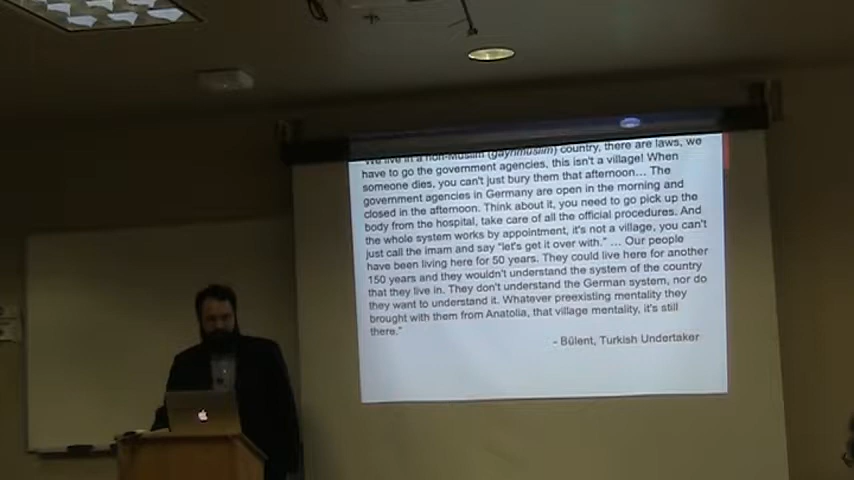 "We live in a non-Muslim (gayrimüslim) country, there are laws, we
have to go the government agencies, this isn't a village! When
someone dies, you can't just bury them that afternoon... The
government agencies in Germany are open in the morning and
closed in the afternoon. Think about it, you need to go pick up the
body from the hospital, take care of all the official procedures. And
the whole system works by appointment, it's not a village, you can't
just call the imam and say "let's get it over with." ... Our people
have been living here for 50 years. They could live here for another
150 years and they wouldn't understand the system of the country
that they live in. They don't understand the German system, nor do
they want to understand it. Whatever preexisting mentality they
brought with them from Anatolia, that village mentality, it's still
there."
- Bülent, Turkish Undertaker